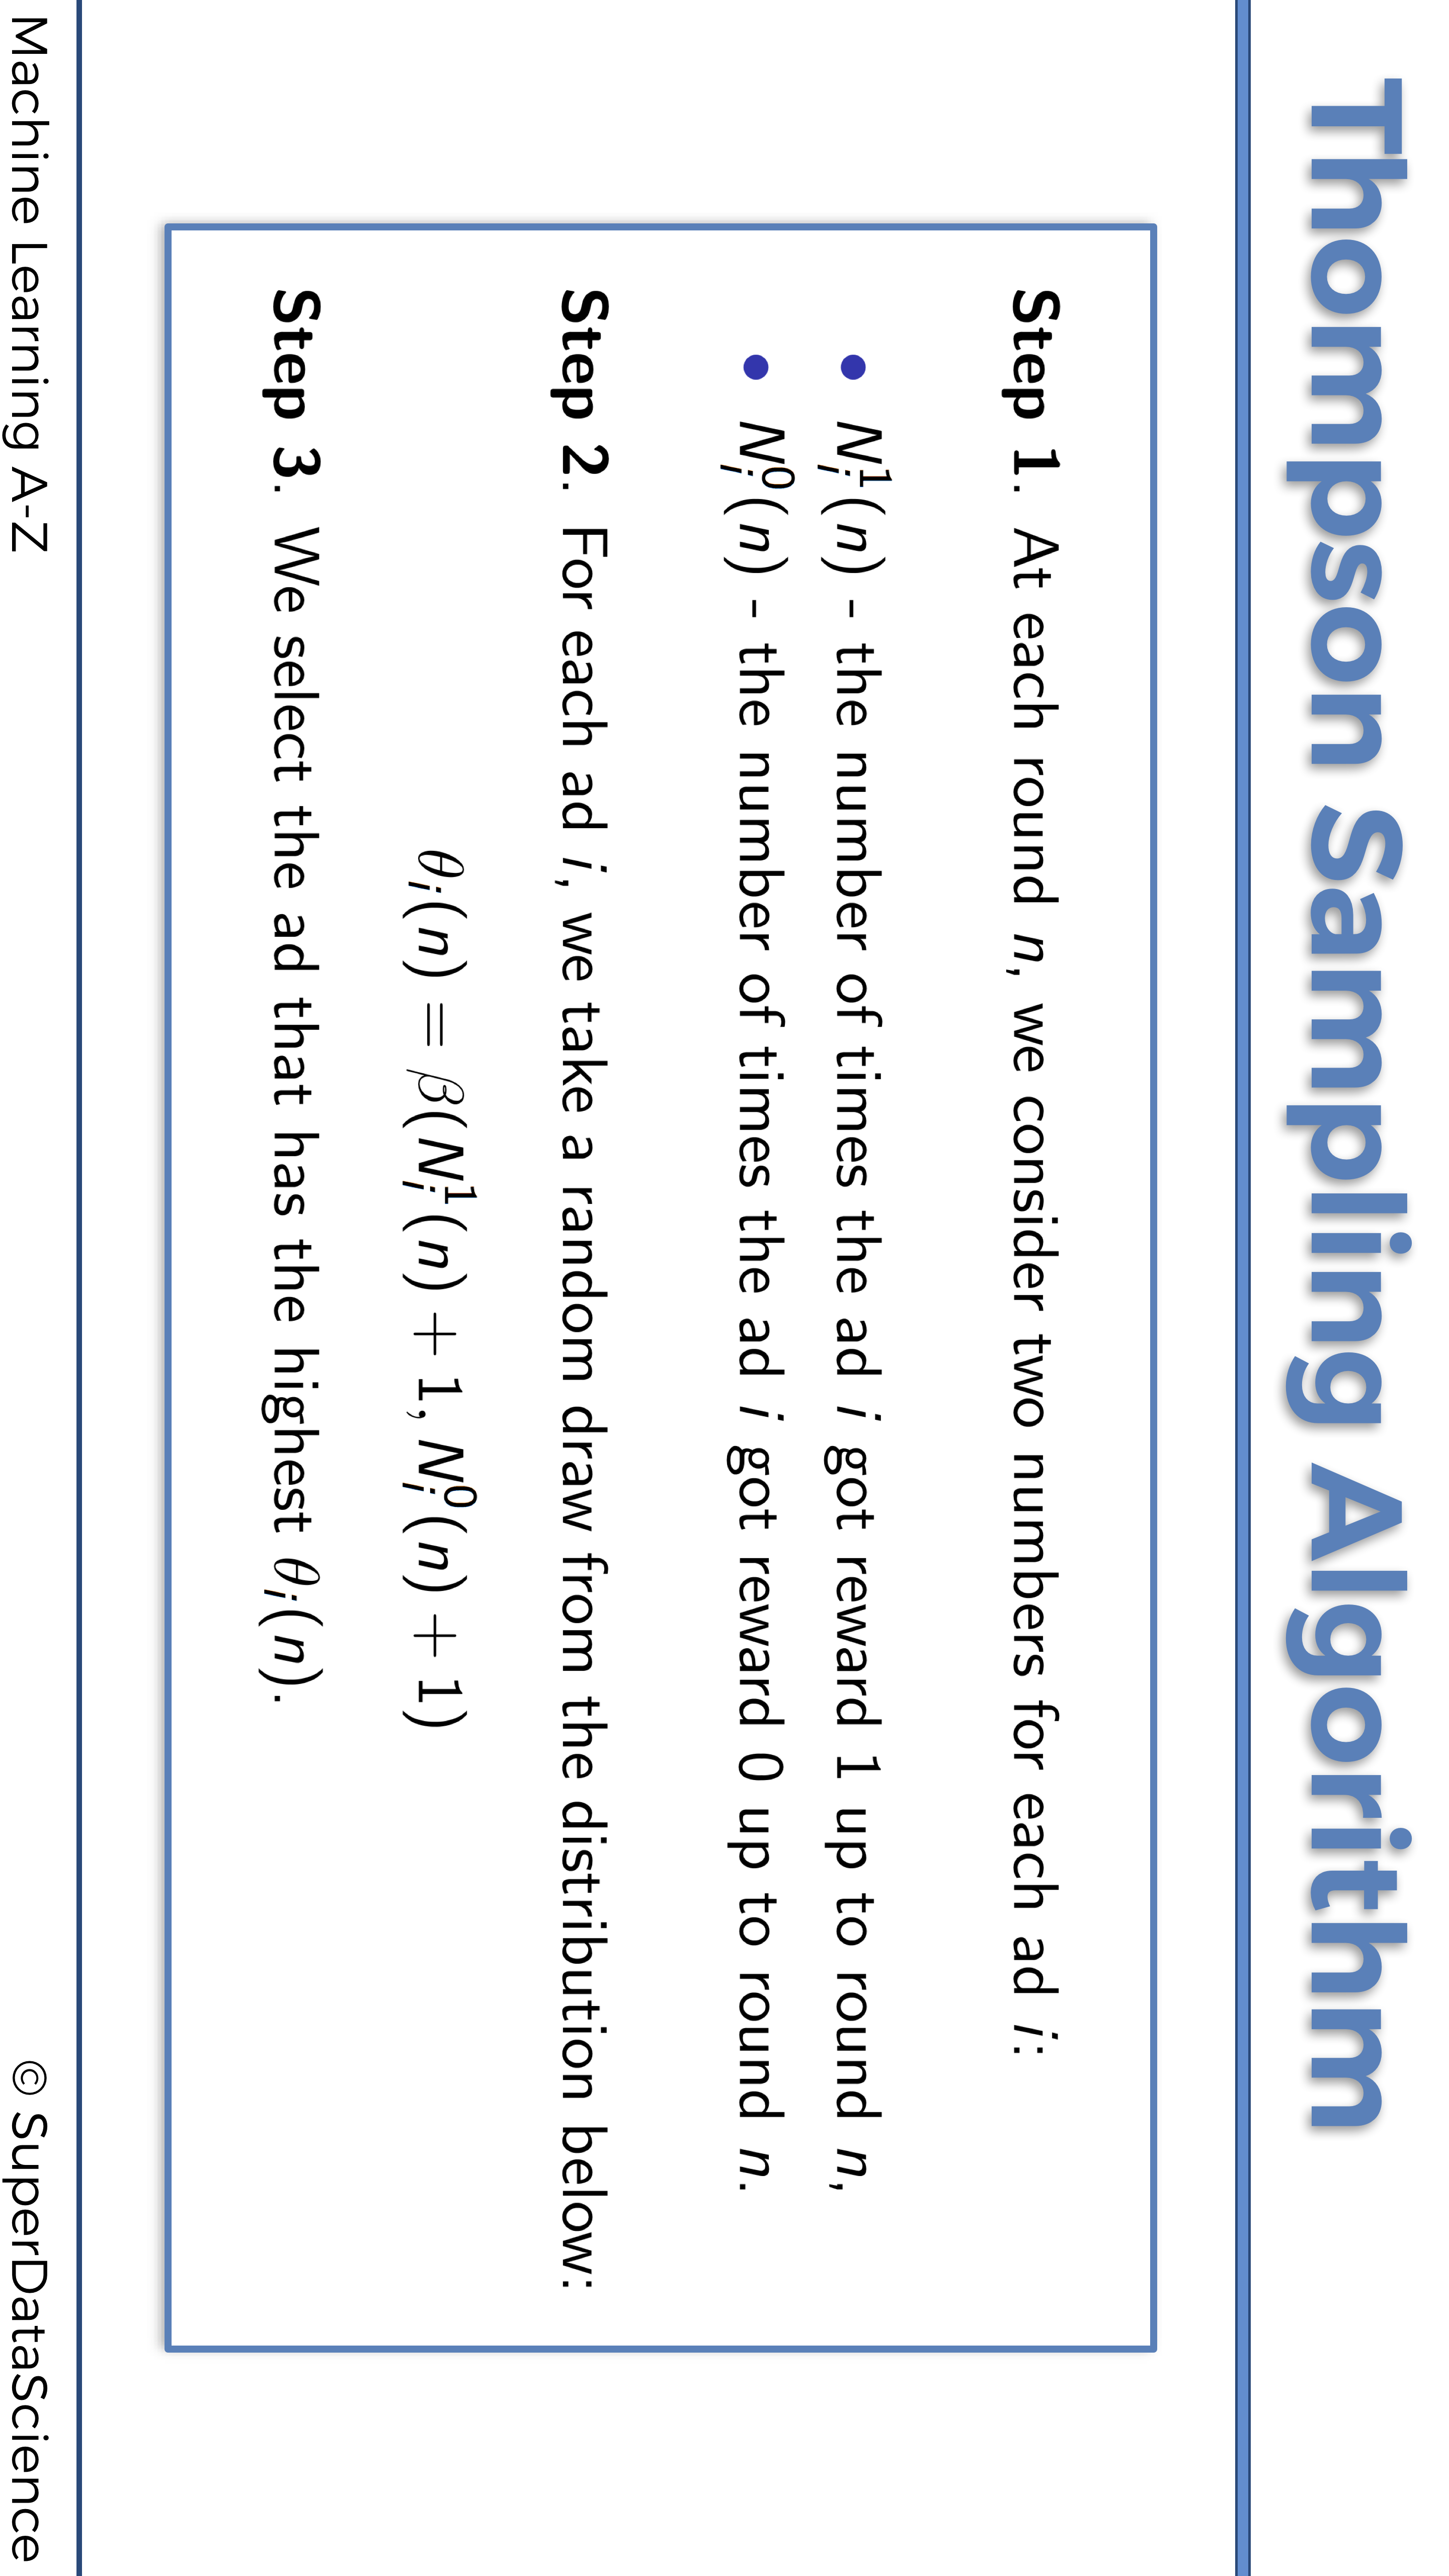 Thompson Sampling Algorithm
Step 1. At each round n, we consider two numbers for each ad i:
• N_i^1(n) - the number of times the ad i got reward 1 up to round n,
• N_i^0(n) - the number of times the ad i got reward 0 up to round n.
Step 2. For each ad i, we take a random draw from the distribution below:
θ_i(n) = β(N_i^1(n) + 1, N_i^0(n) + 1)
Step 3. We select the ad that has the highest θ_i(n).
Machine Learning A-Z
© SuperDataScience